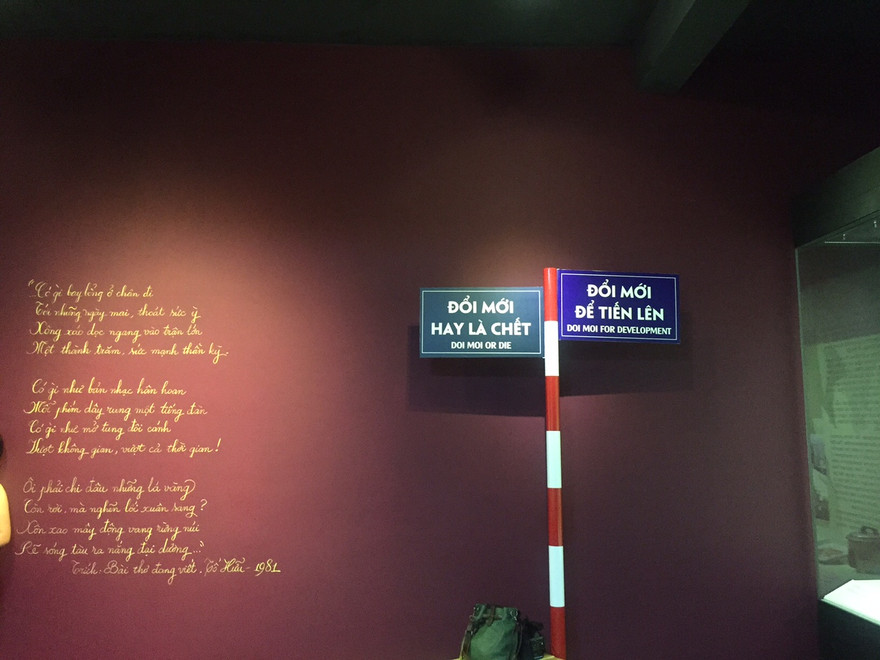 "Có gì bay bổng ở chân đi
Tới những ngày mai, thoát sức ỳ
Xông xáo dọc ngang vào trận lớn
Một thành trăm, sức mạnh thần kỳ.
Có gì như bản nhạc hân hoan
Mỗi phím dây rung một tiếng đàn
Có gì như mở tung đôi cánh
Vượt không gian, vượt cả thời gian!
Ôi phải chi đâu những lá vàng
Còn rơi, mà nghẽn lối xuân sang?
Xôn xao mây động vang rừng núi
Rẽ sóng tàu ra nắng đại dương..."
Trích: Bài thơ đang viết, Tố Hữu - 1981
ĐỔI MỚI
HAY LÀ CHẾT
DOI MOI OR DIE
ĐỔI MỚI
ĐỂ TIẾN LÊN
DOI MOI FOR DEVELOPMENT